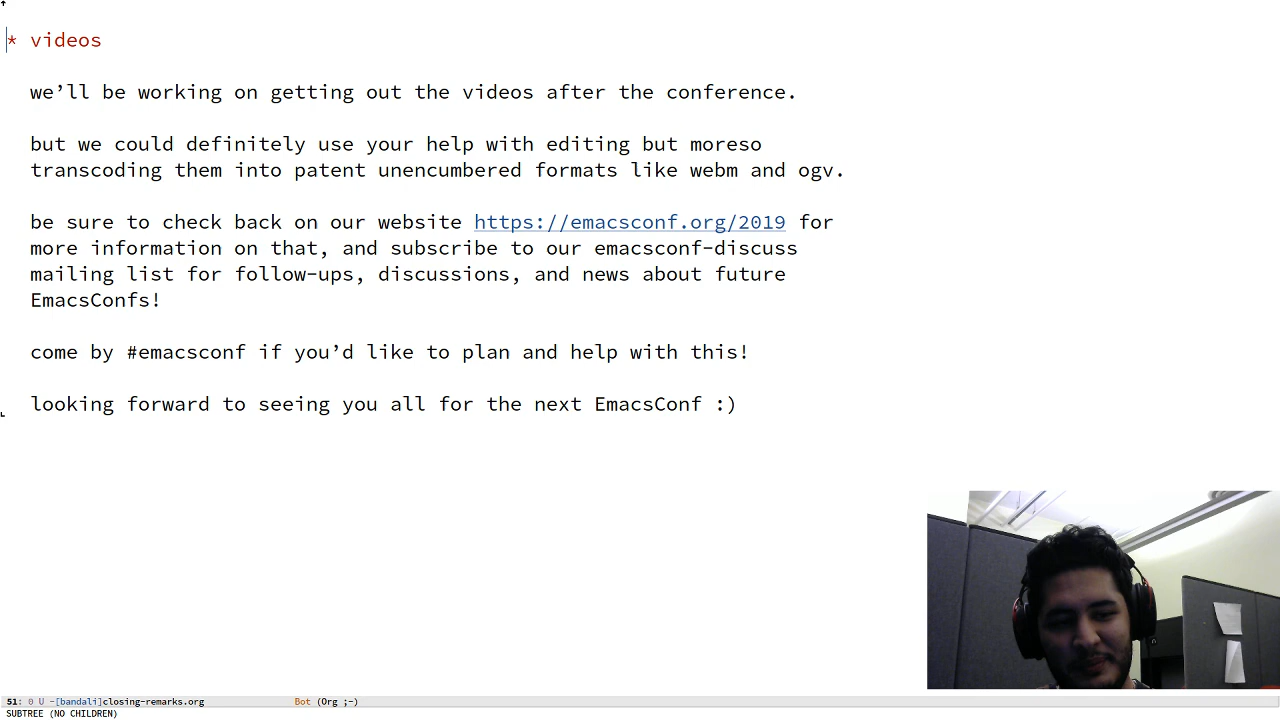 * videos
we’ll be working on getting out the videos after the conference.
but we could definitely use your help with editing but moreso
transcoding them into patent unencumbered formats like webm and ogv.
be sure to check back on our website https://emacsconf.org/2019 for
more information on that, and subscribe to our emacsconf-discuss
mailing list for follow-ups, discussions, and news about future
EmacsConfs!
come by #emacsconf if you’d like to plan and help with this!
looking forward to seeing you all for the next EmacsConf :)
51: 0 U -[bandali]closing-remarks.org Bot (Org ;-)
SUBTREE (NO CHILDREN)